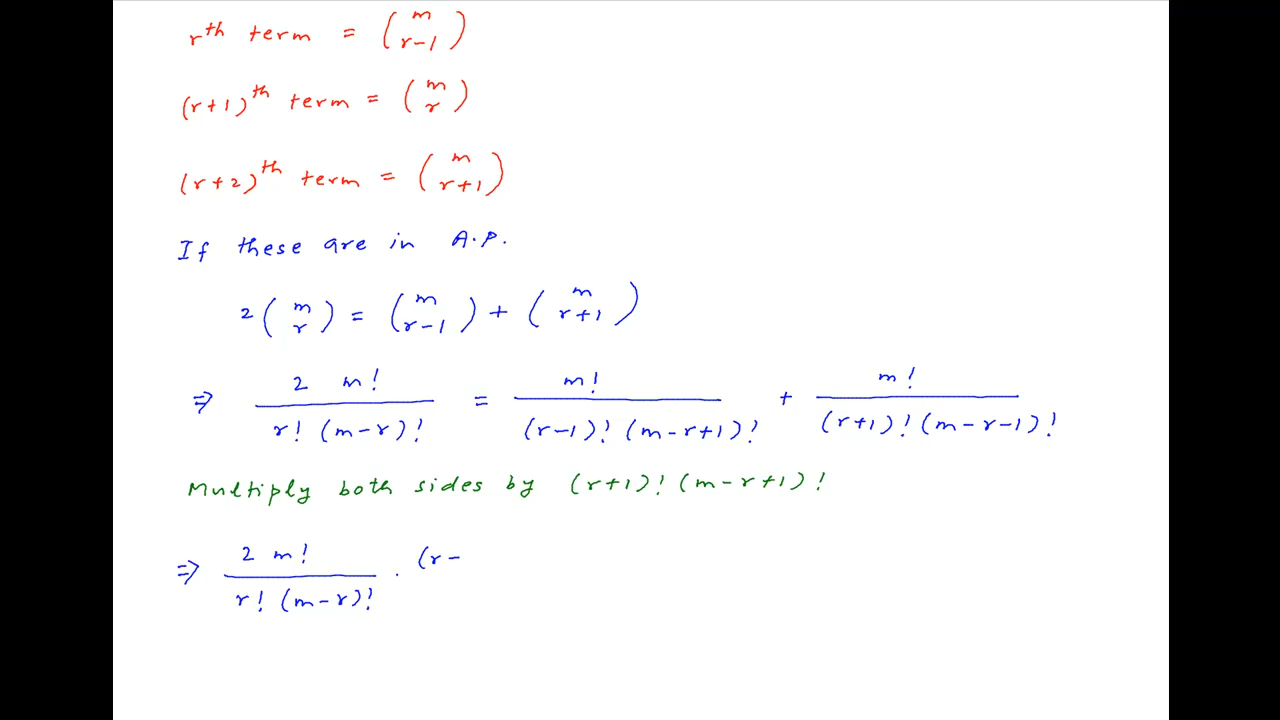 r^th term = (m r-1)
(r+1)^th term = (m r)
(r+2)^th term = (m r+1)
If these are in A.P.
2 (m r) = (m r-1) + (m r+1)
⇒ 2 m! / r! (m-r)! = m! / (r-1)! (m-r+1)! + m! / (r+1)! (m-r-1)!
Multiply both sides by (r+1)! (m-r+1)!
⇒ 2 m! / r! (m-r)! . (r-